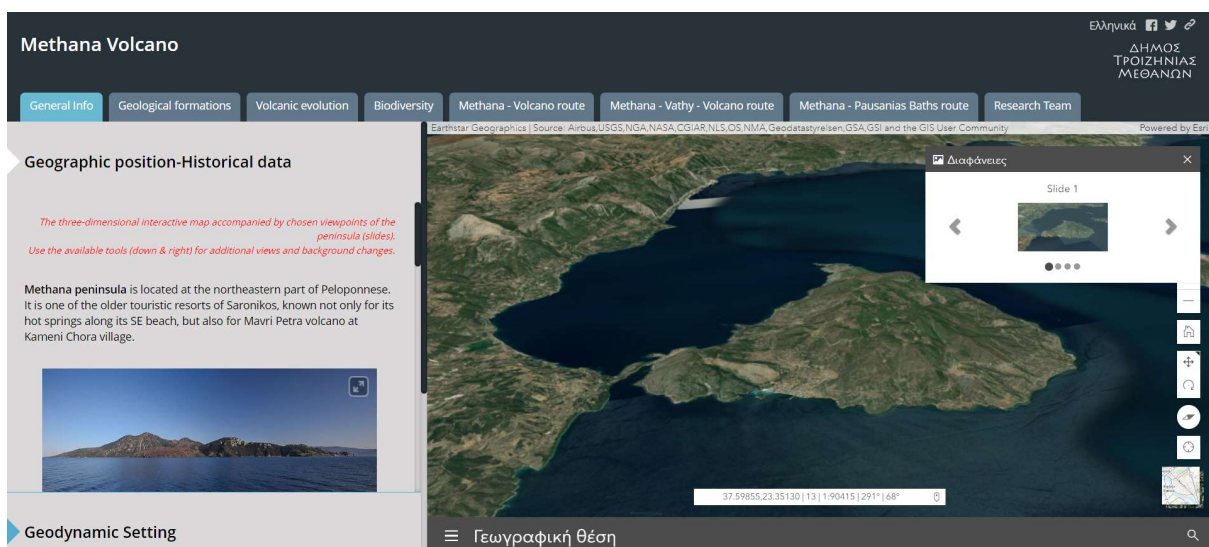 Methana Volcano
Ελληνικά
ΔΗΜΟΣ
ΤΡΟΙΖΗΝΙΑΣ
ΜΕΘΑΝΩΝ
General Info
Geological formations
Volcanic evolution
Biodiversity
Methana - Volcano route
Methana - Vathy - Volcano route
Methana - Pausanias Baths route
Research Team
Geographic position-Historical data
The three-dimensional interactive map accompanied by chosen viewpoints of the
peninsula (slides).
Use the available tools (down & right) for additional views and background changes.
Methana peninsula is located at the northeastern part of Peloponnese.
It is one of the older touristic resorts of Saronikos, known not only for its
hot springs along its SE beach, but also for Mavri Petra volcano at
Kameni Chora village.
Geodynamic Setting
Earthstar Geographics | Source: Airbus,USGS,NGA,NASA,CGIAR,NLS,OS,NMA,Geodatastyrelsen,GSA,GSI and the GIS User Community
Powered by Esri
Διαφάνειες
Slide 1
37.59855,23.35130 | 13 | 1:90415 | 291° | 68°
Γεωγραφική θέση